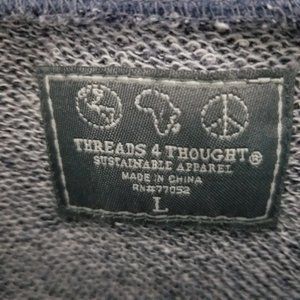 THREADS 4 THOUGHT®
SUSTAINABLE APPAREL
MADE IN CHINA
RN#77052
L